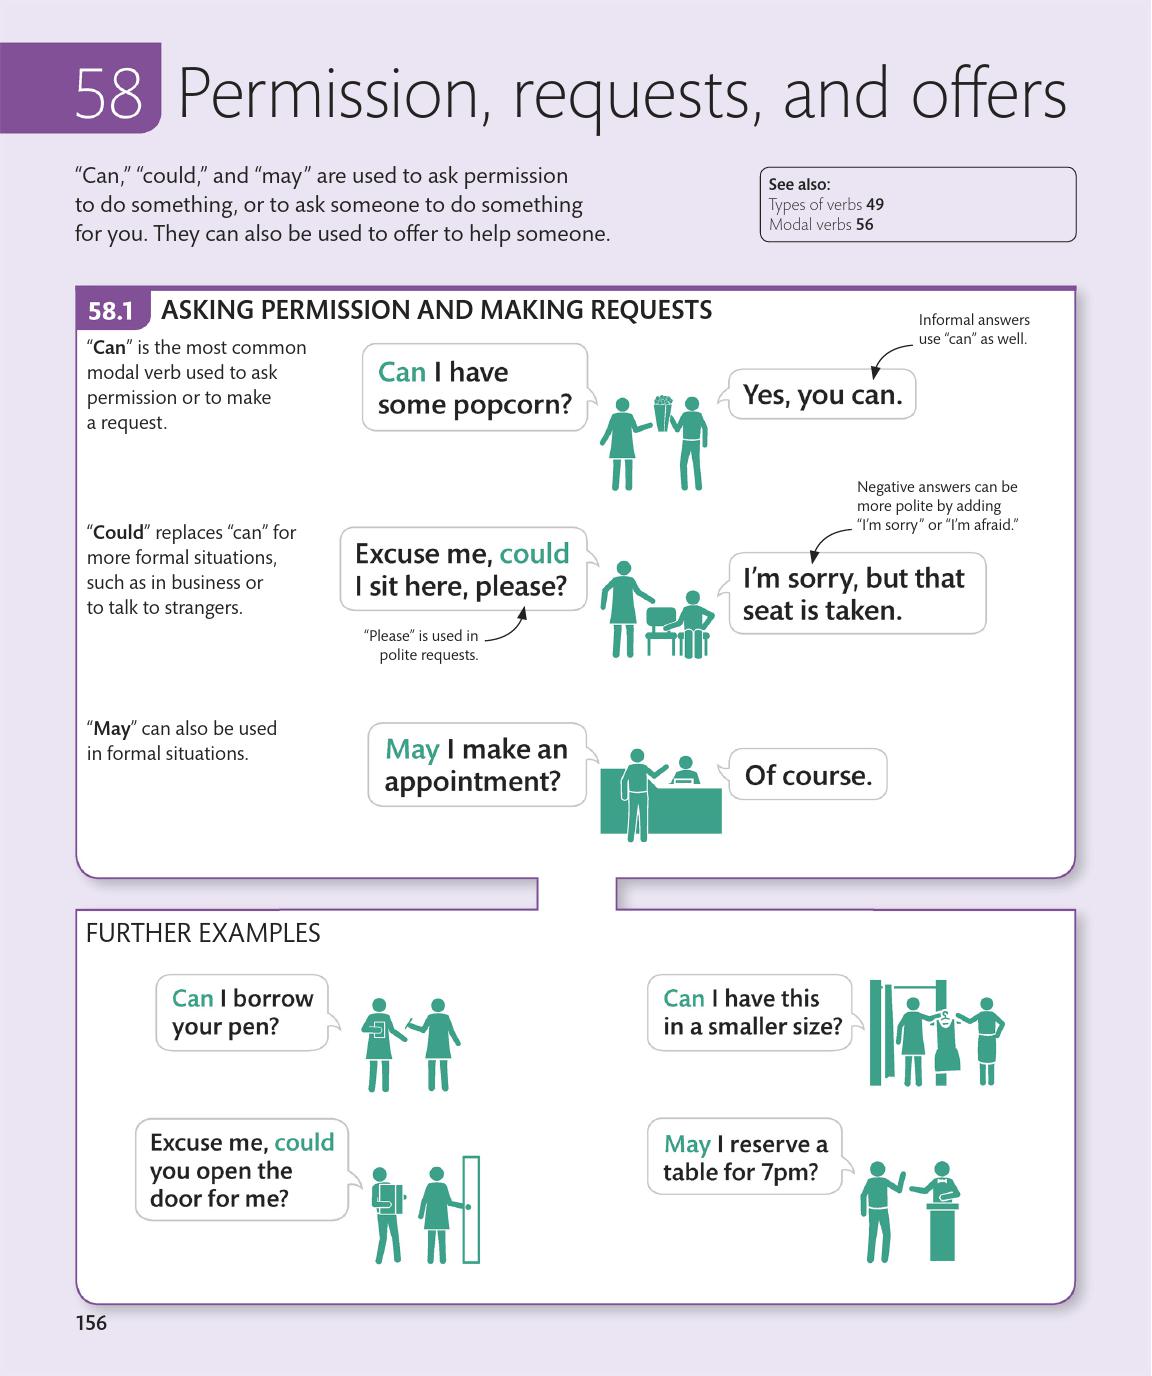 58 Permission, requests, and offers
“Can,” “could,” and “may” are used to ask permission
to do something, or to ask someone to do something
for you. They can also be used to offer to help someone.
See also:
Types of verbs 49
Modal verbs 56
58.1 ASKING PERMISSION AND MAKING REQUESTS
“Can” is the most common
modal verb used to ask
permission or to make
a request.
Can I have
some popcorn?
Informal answers
use “can” as well.
Yes, you can.
“Could” replaces “can” for
more formal situations,
such as in business or
to talk to strangers.
Excuse me, could
I sit here, please?
“Please” is used in
polite requests.
Negative answers can be
more polite by adding
“I’m sorry” or “I’m afraid.”
I’m sorry, but that
seat is taken.
“May” can also be used
in formal situations.
May I make an
appointment?
Of course.
FURTHER EXAMPLES
Can I borrow
your pen?
Can I have this
in a smaller size?
Excuse me, could
you open the
door for me?
May I reserve a
table for 7pm?
156